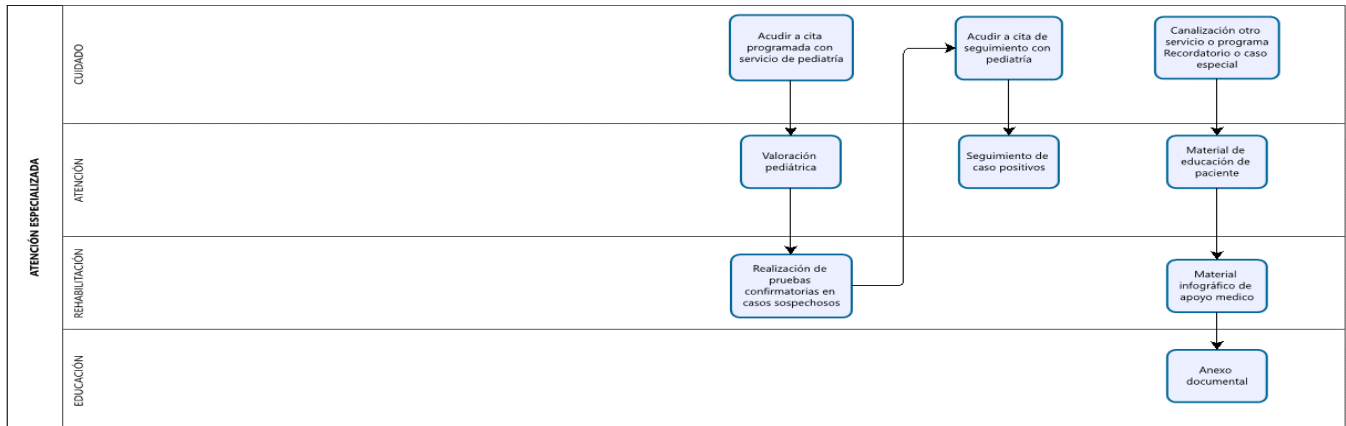 ATENCIÓN ESPECIALIZADA
CUIDADO
Acudir a cita
programada con
servicio de pediatría
Acudir a cita de
seguimiento con
pediatría
Canalización otro
servicio o programa
Recordatorio o caso
especial
ATENCIÓN
Valoración
pediátrica
Seguimiento de
caso positivos
Material de
educación de
paciente
REHABILITACIÓN
Realización de
pruebas
confirmatorias en
casos sospechosos
Material
infográfico de
apoyo medico
EDUCACIÓN
Anexo
documental